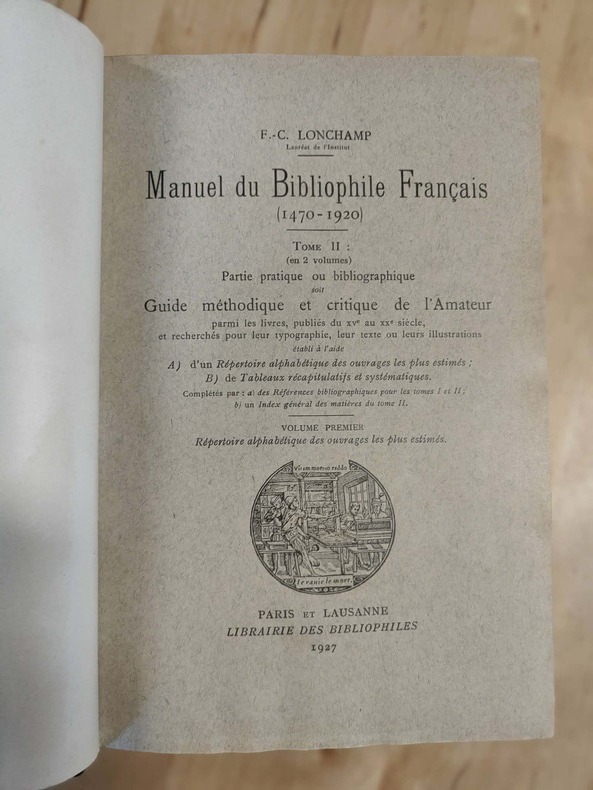 F.-C. LONCHAMP
Lauréat de l'Institut
Manuel du Bibliophile Français
(1470-1920)
TOME II :
(en 2 volumes)
Partie pratique ou bibliographique
soit
Guide méthodique et critique de l'Amateur
parmi les livres, publiés du XVe au XXe siècle,
et recherchés pour leur typographie, leur texte ou leurs illustrations
établi à l'aide
A) d'un Répertoire alphabétique des ouvrages les plus estimés ;
B) de Tableaux récapitulatifs et systématiques.
Complétés par : a) des Références bibliographiques pour les tomes I et II ;
b) un Index général des matières du tome II.
VOLUME PREMIER
Répertoire alphabétique des ouvrages les plus estimés.
Vitam mortuo reddo
PARIS ET LAUSANNE
LIBRAIRIE DES BIBLIOPHILES
1927